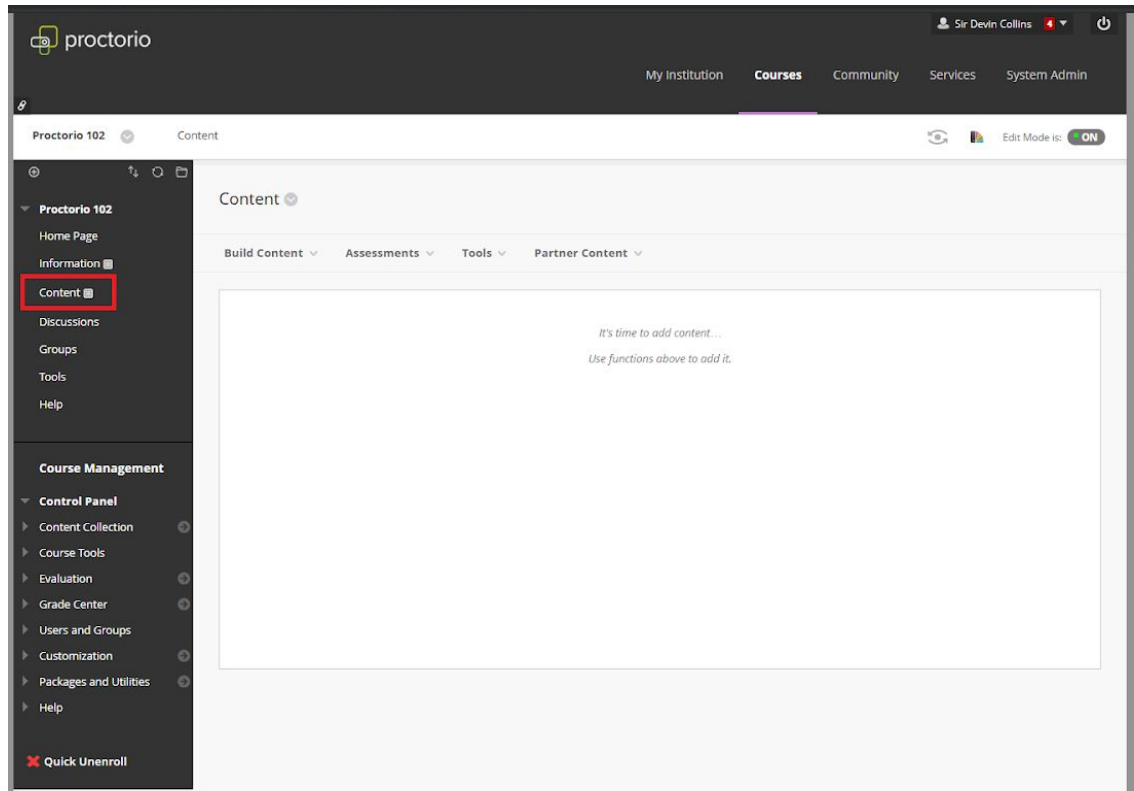 proctorio
Sir Devin Collins 4
My Institution Courses Community Services System Admin
Proctorio 102 Content Edit Mode is: ON
Proctorio 102
Home Page
Information
Content
Discussions
Groups
Tools
Help
Course Management
Control Panel
Content Collection
Course Tools
Evaluation
Grade Center
Users and Groups
Customization
Packages and Utilities
Help
Quick Unenroll
Content
Build Content Assessments Tools Partner Content
It's time to add content...
Use functions above to add it.